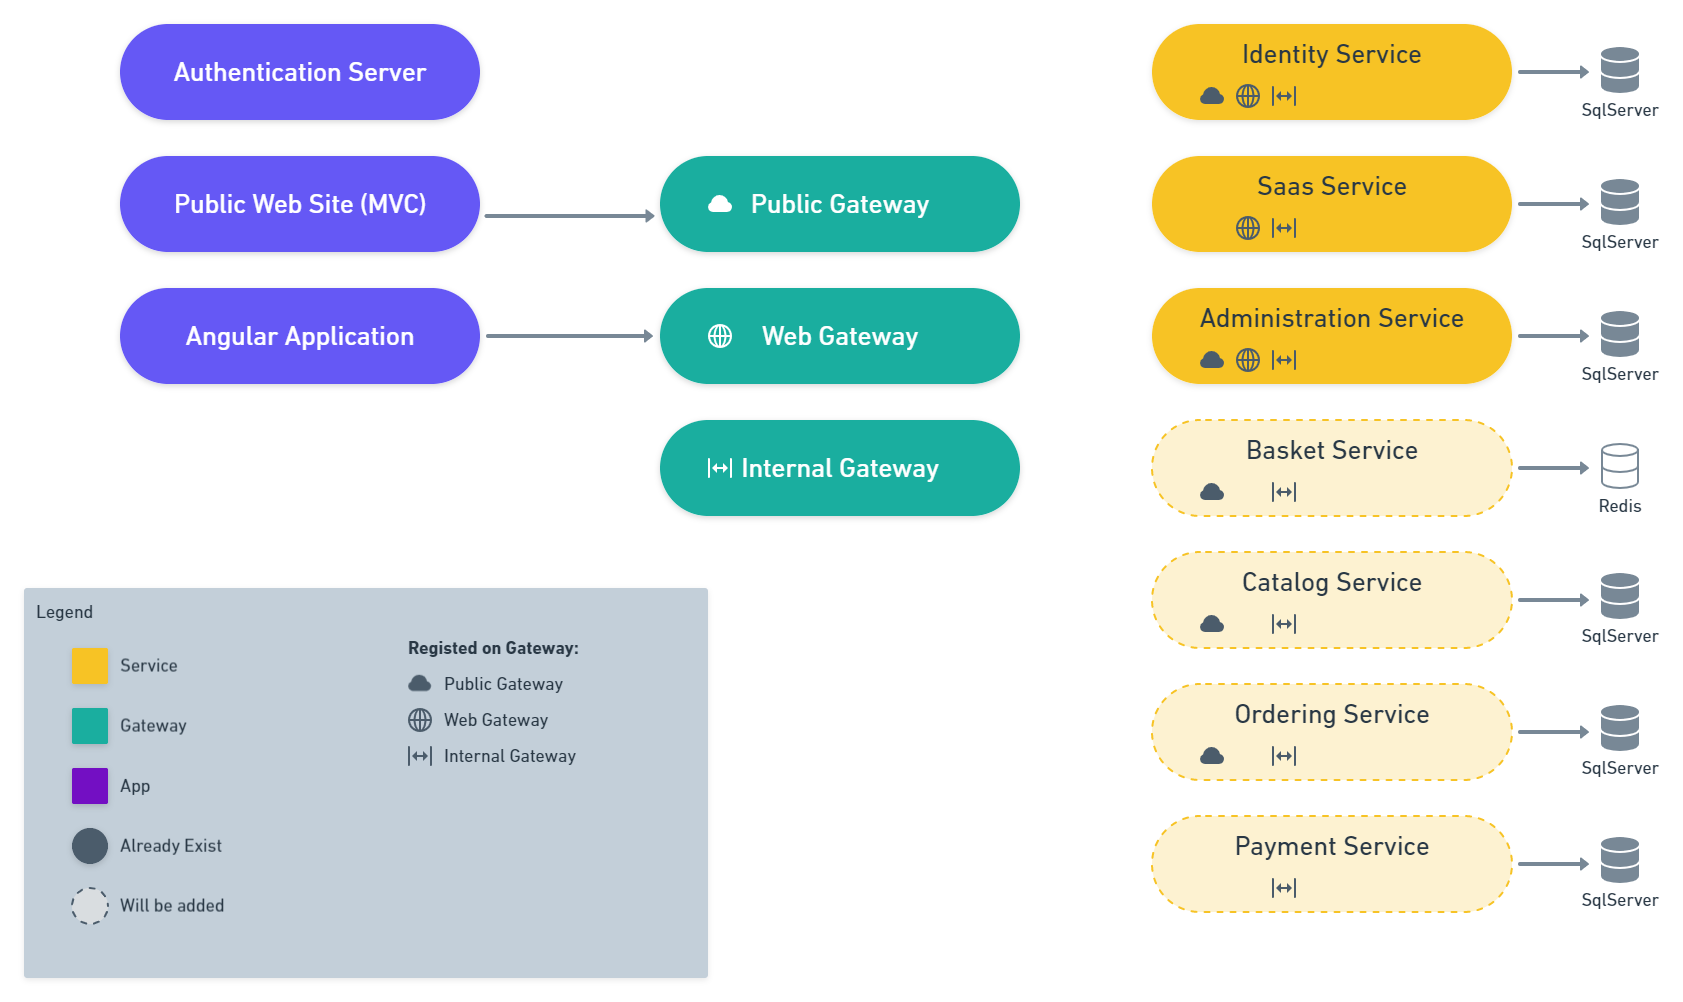 Authentication Server
Public Web Site (MVC)
Angular Application
Public Gateway
Web Gateway
Internal Gateway
Identity Service
SqlServer
Saas Service
SqlServer
Administration Service
SqlServer
Basket Service
Redis
Catalog Service
SqlServer
Ordering Service
SqlServer
Payment Service
SqlServer
Legend
Service
Gateway
App
Already Exist
Will be added
Registed on Gateway:
Public Gateway
Web Gateway
Internal Gateway